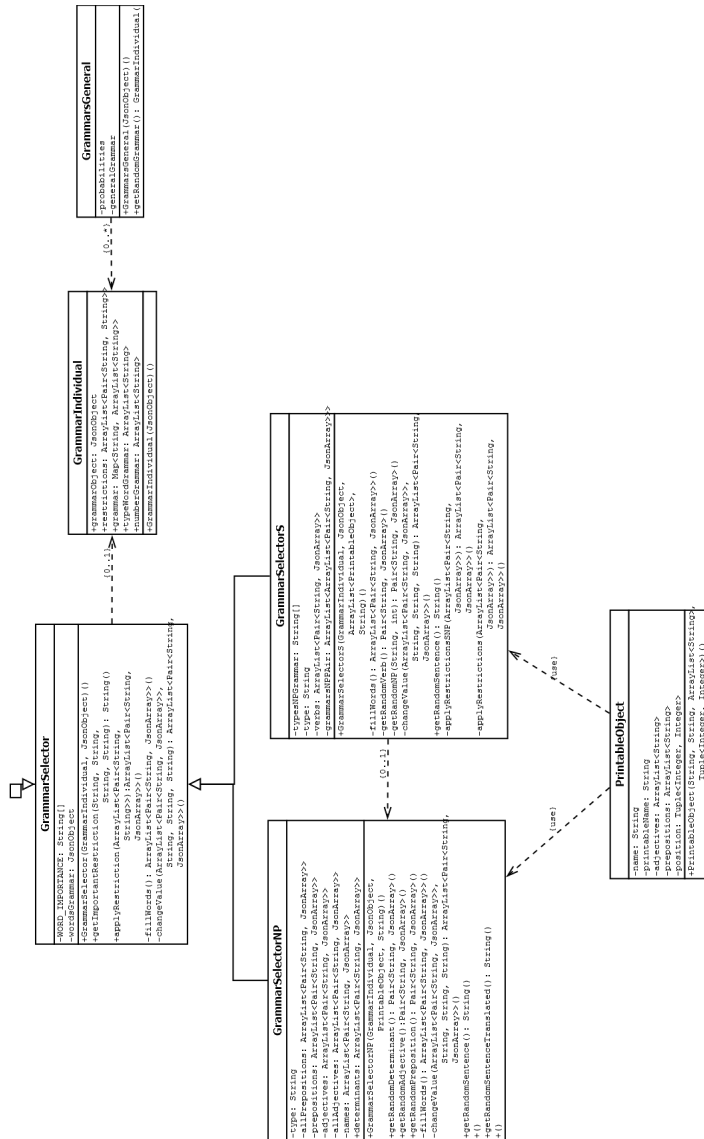 GrammarsGeneral
-probabilities
-generalGrammar
+GrammarsGeneral(JsonObject)()
+getRandomGrammar(): GrammarIndividual(
{0..*}
GrammarIndividual
+grammarObject: JsonObject
+restrictions: ArrayList<Pair<String, String>>
+grammar: Map<String, ArrayList<String>>
+typeWordGrammar: ArrayList<String>
-numberGrammar: ArrayList<String>
+GrammarIndividual(JsonObject)()
{0..1}
GrammarSelector
-WORD_IMPORTANCE: String[]
-wordsGrammar: JsonObject
+GrammarSelector(GrammarIndividual, JsonObject)()
+getImportantRestriction(String, String,
String, String): String()
+applyRestriction(ArrayList<Pair<String,
String>>):ArrayList<Pair<String,
JsonArray>>()
-fillWords(): ArrayList<Pair<String, JsonArray>>()
-changeValue(ArrayList<Pair<String, JsonArray>>,
String, String, String): ArrayList<Pair<String,
JsonArray>>()
GrammarSelectorS
-typesNPGrammar: String[]
-type: String
-verbs: ArrayList<Pair<String, JsonArray>>
-grammarsNPPAir: ArrayList<ArrayList<Pair<String, JsonArray>>>
+GrammarSelectorS(GrammarIndividual, JsonObject,
ArrayList<PrintableObject>,
String)()
-fillWords(): ArrayList<Pair<String, JsonArray>>()
-getRandomVerb(): Pair<String, JsonArray>()
-getRandomNP(String, int): Pair<String, JsonArray>()
-changeValue(ArrayList<Pair<String, JsonArray>>,
String, String, String): ArrayList<Pair<String,
JsonArray>>()
+getRandomSentence(): String()
-applyRestrictionsSNP(ArrayList<Pair<String,
JsonArray>>): ArrayList<Pair<String,
JsonArray>>()
-applyRestrictions(ArrayList<Pair<String,
JsonArray>>): ArrayList<Pair<String,
JsonArray>>()
{0..1}
GrammarSelectorNP
-type: String
-allPrepositions: ArrayList<Pair<String, JsonArray>>
-prepositions: ArrayList<Pair<String, JsonArray>>
-adjectives: ArrayList<Pair<String, JsonArray>>
-allAdjectives: ArrayList<Pair<String, JsonArray>>
-names: ArrayList<Pair<String, JsonArray>>
+determinants: ArrayList<Pair<String, JsonArray>>
+GrammarSelectorNP(GrammarIndividual, JsonObject,
PrintableObject, String)()
+getRandomDeterminant(): Pair<String, JsonArray>()
+getRandomAdjective():Pair<String, JsonArray>()
+getRandomPreposition(): Pair<String, JsonArray>()
-fillWords(): ArrayList<Pair<String, JsonArray>>()
-changeValue(ArrayList<Pair<String, JsonArray>>,
String, String, String): ArrayList<Pair<String,
JsonArray>>()
+getRandomSentence(): String()
+()
+getRandomSentenceTranslated(): String()
+()
{use}
{use}
PrintableObject
-name: String
-printableName: String
-adjectives: ArrayList<String>
-prepositions: ArrayList<String>
-position: Tuple<Integer, Integer>
-PrintableObject(String, String, ArrayList<String>,
Tuple<Integer, Integer>)()